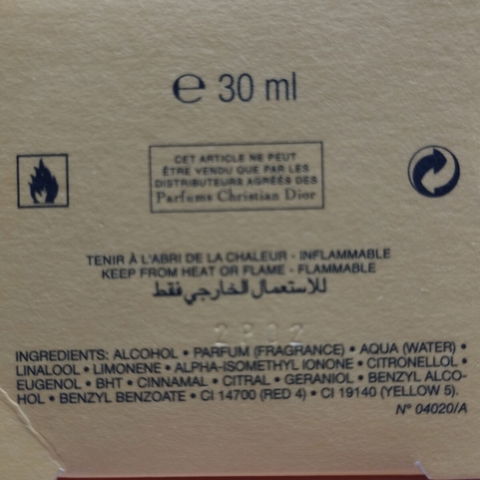 ℮ 30 ml
CET ARTICLE NE PEUT
ÊTRE VENDU QUE PAR LES
DISTRIBUTEURS AGRÉÉS DES
Parfums Christian Dior
TENIR À L'ABRI DE LA CHALEUR - INFLAMMABLE
KEEP FROM HEAT OR FLAME - FLAMMABLE
للاستعمال الخارجي فقط
INGREDIENTS: ALCOHOL • PARFUM (FRAGRANCE) • AQUA (WATER) •
LINALOOL • LIMONENE • ALPHA-ISOMETHYL IONONE • CITRONELLOL •
EUGENOL • BHT • CINNAMAL • CITRAL • GERANIOL • BENZYL ALCO-
HOL • BENZYL BENZOATE • CI 14700 (RED 4) • CI 19140 (YELLOW 5).
N° 04020/A